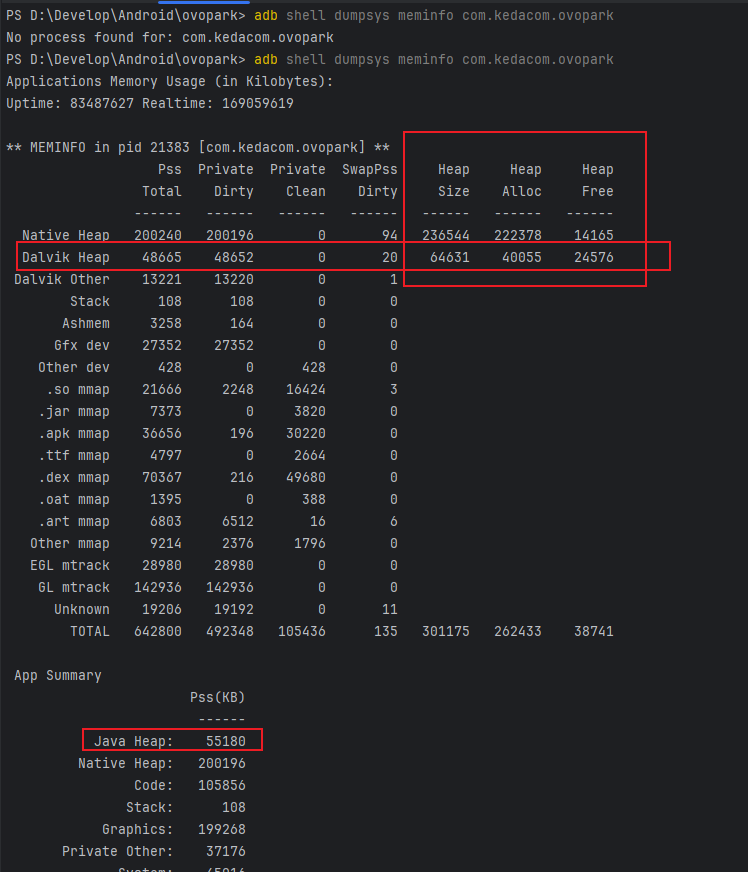 PS D:\Develop\Android\ovopark> adb shell dumpsys meminfo com.kedacom.ovopark
No process found for: com.kedacom.ovopark
PS D:\Develop\Android\ovopark> adb shell dumpsys meminfo com.kedacom.ovopark
Applications Memory Usage (in Kilobytes):
Uptime: 83487627 Realtime: 169059619
** MEMINFO in pid 21383 [com.kedacom.ovopark] **
Pss Private Private SwapPss Heap Heap Heap
Total Dirty Clean Dirty Size Alloc Free
------ ------ ------ ------ ------ ------ ------
Native Heap 200240 200196 0 94 236544 222378 14165
Dalvik Heap 48665 48652 0 20 64631 40055 24576
Dalvik Other 13221 13220 0 1
Stack 108 108 0 0
Ashmem 3258 164 0 0
Gfx dev 27352 27352 0 0
Other dev 428 0 428 0
.so mmap 21666 2248 16424 3
.jar mmap 7373 0 3820 0
.apk mmap 36656 196 30220 0
.ttf mmap 4797 0 2664 0
.dex mmap 70367 216 49680 0
.oat mmap 1395 0 388 0
.art mmap 6803 6512 16 6
Other mmap 9214 2376 1796 0
EGL mtrack 28980 28980 0 0
GL mtrack 142936 142936 0 0
Unknown 19206 19192 0 11
TOTAL 642800 492348 105436 135 301175 262433 38741
App Summary
Pss(KB)
------
Java Heap: 55180
Native Heap: 200196
Code: 105856
Stack: 108
Graphics: 199268
Private Other: 37176